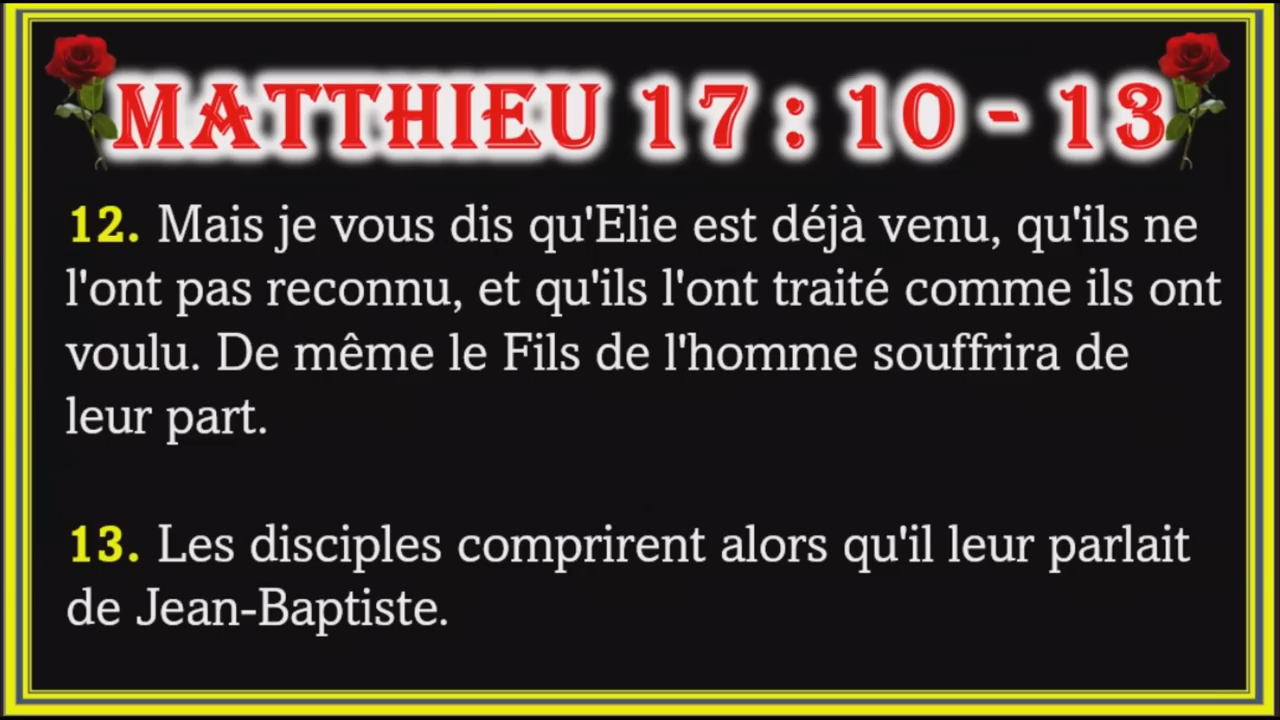 MATTHIEU 17 : 10 - 13
12. Mais je vous dis qu'Elie est déjà venu, qu'ils ne
l'ont pas reconnu, et qu'ils l'ont traité comme ils ont
voulu. De même le Fils de l'homme souffrira de
leur part.
13. Les disciples comprirent alors qu'il leur parlait
de Jean-Baptiste.